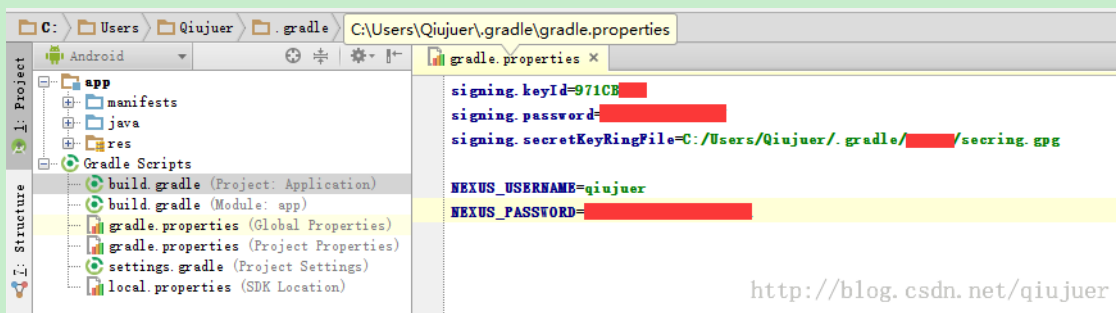 C: Users Qiujuer .gradle C:\Users\Qiujuer\.gradle\gradle.properties
Android
gradle.properties
1: Project
7: Structure
app
manifests
java
res
Gradle Scripts
build.gradle (Project: Application)
build.gradle (Module: app)
gradle.properties (Global Properties)
gradle.properties (Project Properties)
settings.gradle (Project Settings)
local.properties (SDK Location)
signing.keyId=971CB
signing.password=
signing.secretKeyRingFile=C:/Users/Qiujuer/.gradle/ /secring.gpg
NEXUS_USERNAME=qiujuer
NEXUS_PASSWORD=
http://blog.csdn.net/qiujuer